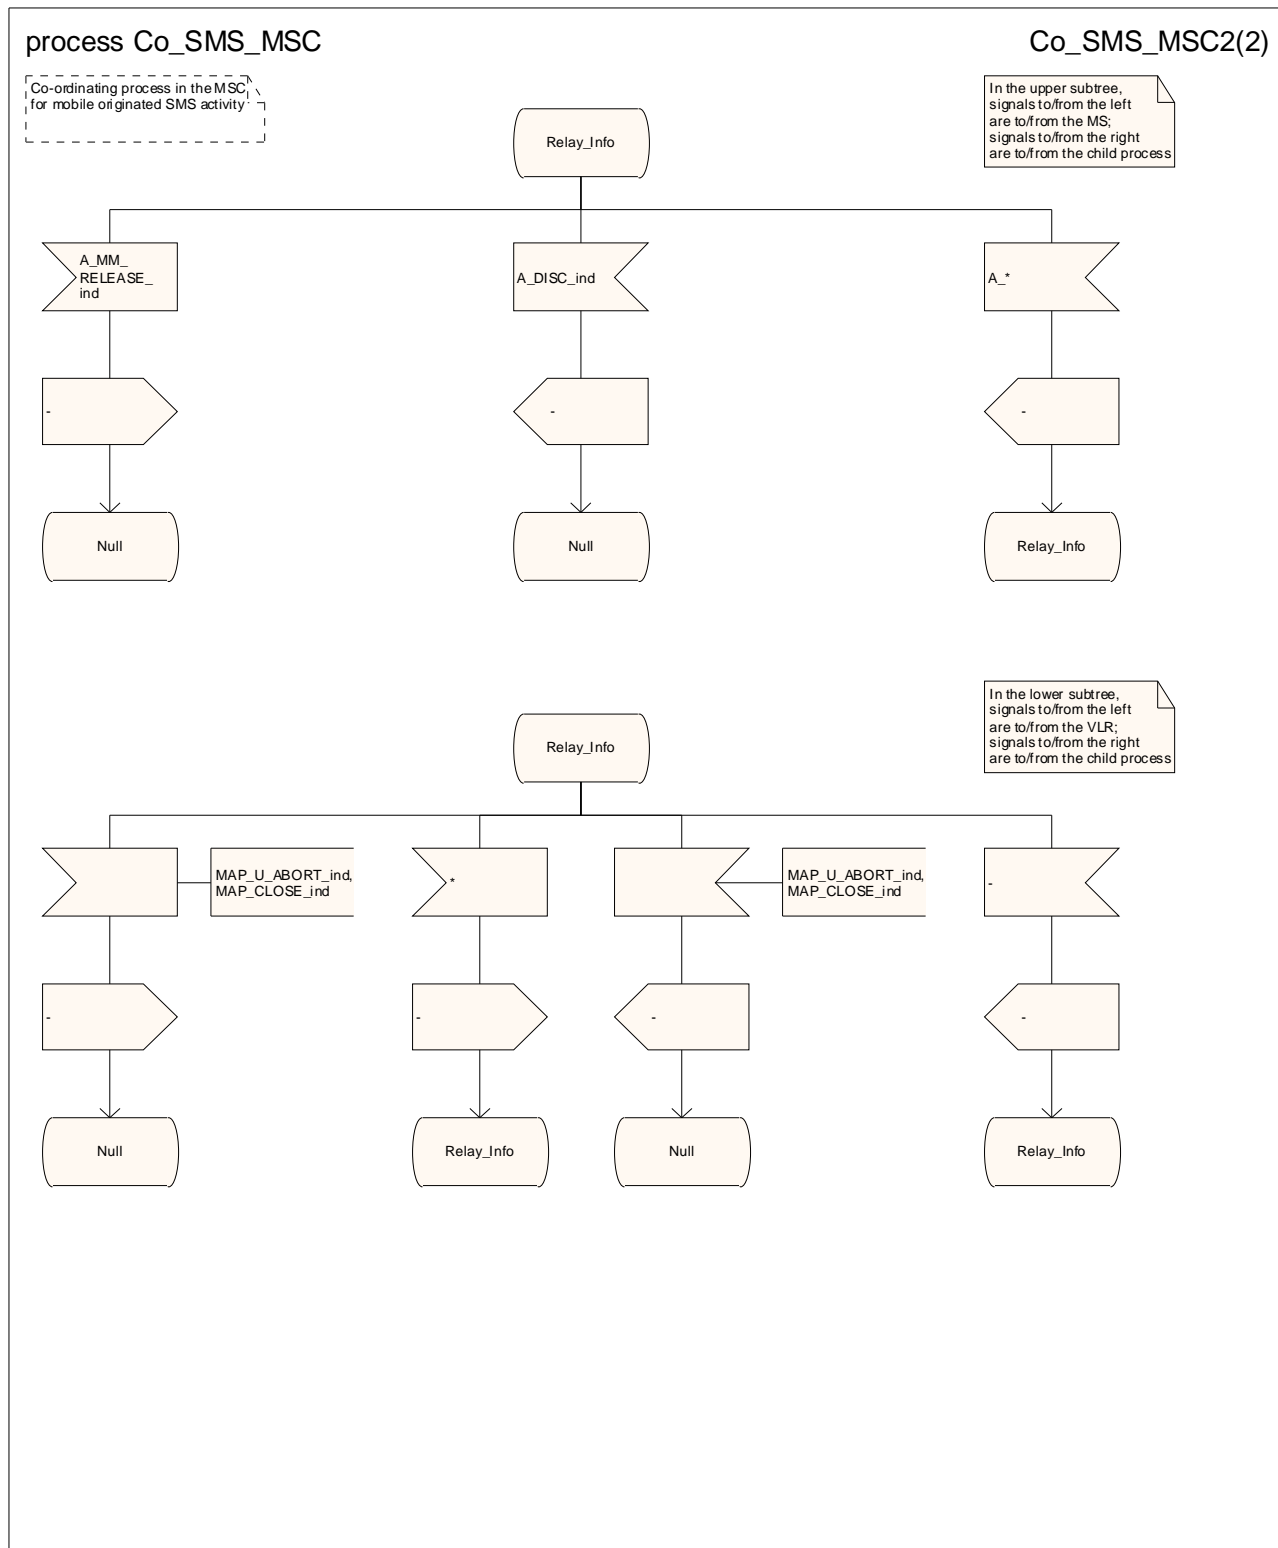 process Co_SMS_MSC
Co_SMS_MSC2(2)
Co-ordinating process in the MSC
for mobile originated SMS activity
In the upper subtree,
signals to/from the left
are to/from the MS;
signals to/from the right
are to/from the child process
Relay_Info
A_MM_
RELEASE_
ind
A_DISC_ind
A_*
-
-
-
Null
Null
Relay_Info
In the lower subtree,
signals to/from the left
are to/from the VLR;
signals to/from the right
are to/from the child process
Relay_Info
MAP_U_ABORT_ind,
MAP_CLOSE_ind
*
MAP_U_ABORT_ind,
MAP_CLOSE_ind
-
-
-
-
-
Null
Relay_Info
Null
Relay_Info